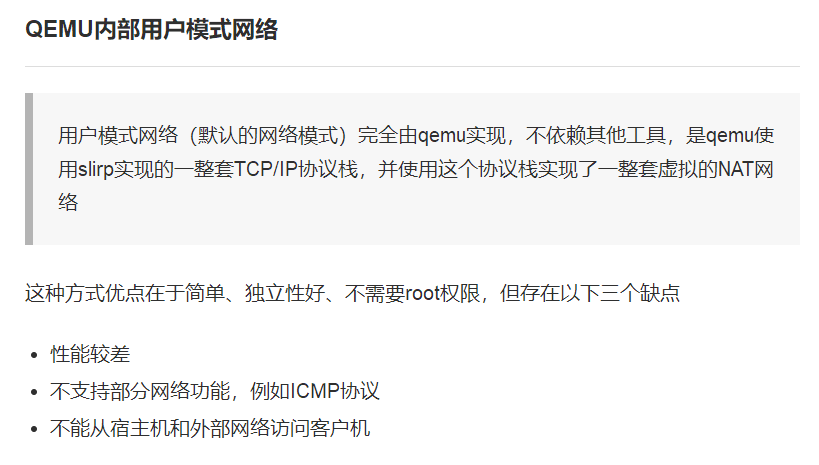 QEMU内部用户模式网络
用户模式网络（默认的网络模式）完全由qemu实现，不依赖其他工具，是qemu使
用slirp实现的一整套TCP/IP协议栈，并使用这个协议栈实现了一整套虚拟的NAT网
络
这种方式优点在于简单、独立性好、不需要root权限，但存在以下三个缺点
• 性能较差
• 不支持部分网络功能，例如ICMP协议
• 不能从宿主机和外部网络访问客户机